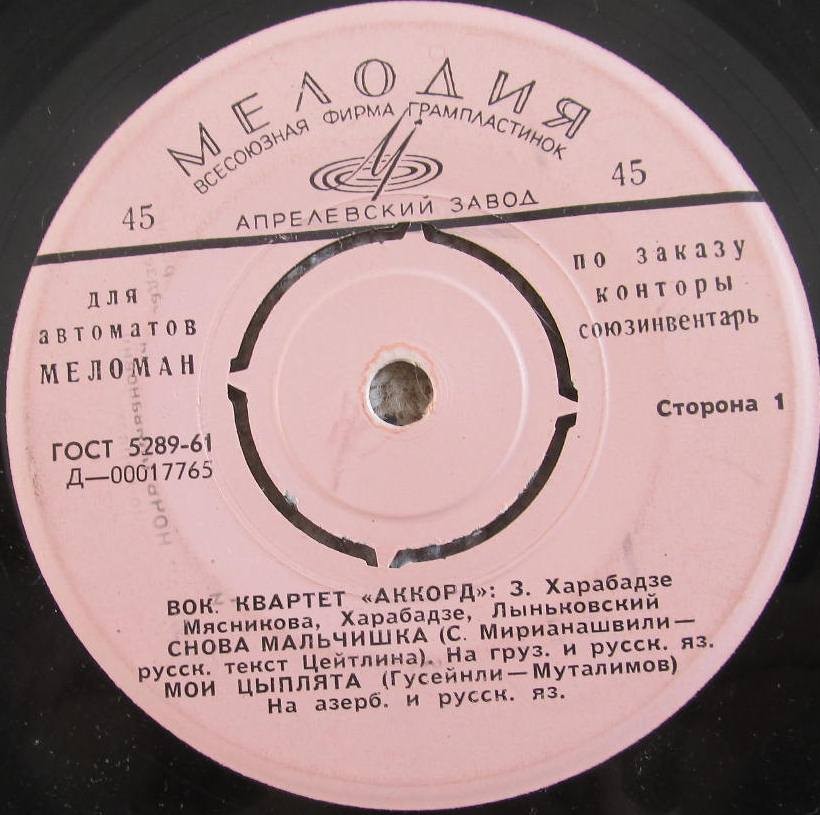 МЕЛОДИЯ
ВСЕСОЮЗНАЯ ФИРМА ГРАМПЛАСТИНОК
45
45
АПРЕЛЕВСКИЙ ЗАВОД
для
автоматов
МЕЛОМАН
по заказу
конторы
союзинвентарь
Сторона 1
ГОСТ 5289-61
Д—00017765
ВОК. КВАРТЕТ «АККОРД»: З. Харабадзе
Мясникова, Харабадзе, Лыньковский
СНОВА МАЛЬЧИШКА (С. Мирианашвили—
русск. текст Цейтлина). На груз. и русск. яз.
МОИ ЦЫПЛЯТА (Гусейнли—Муталимов)
На азерб. и русск. яз.